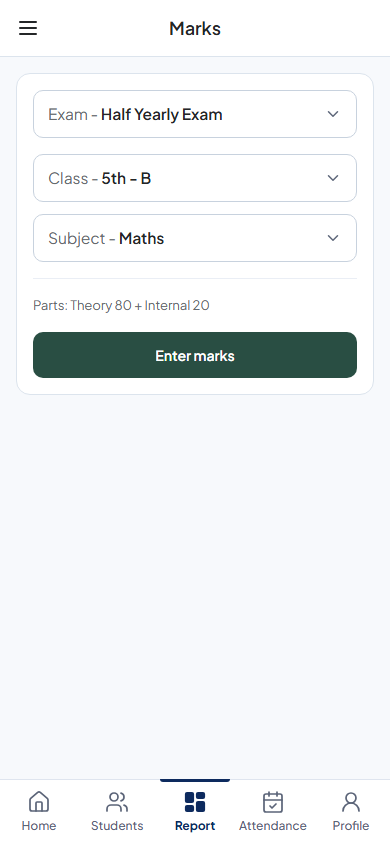 Marks
Exam - Half Yearly Exam
Class - 5th - B
Subject - Maths
Parts: Theory 80 + Internal 20
Enter marks
Home Students Report Attendance Profile